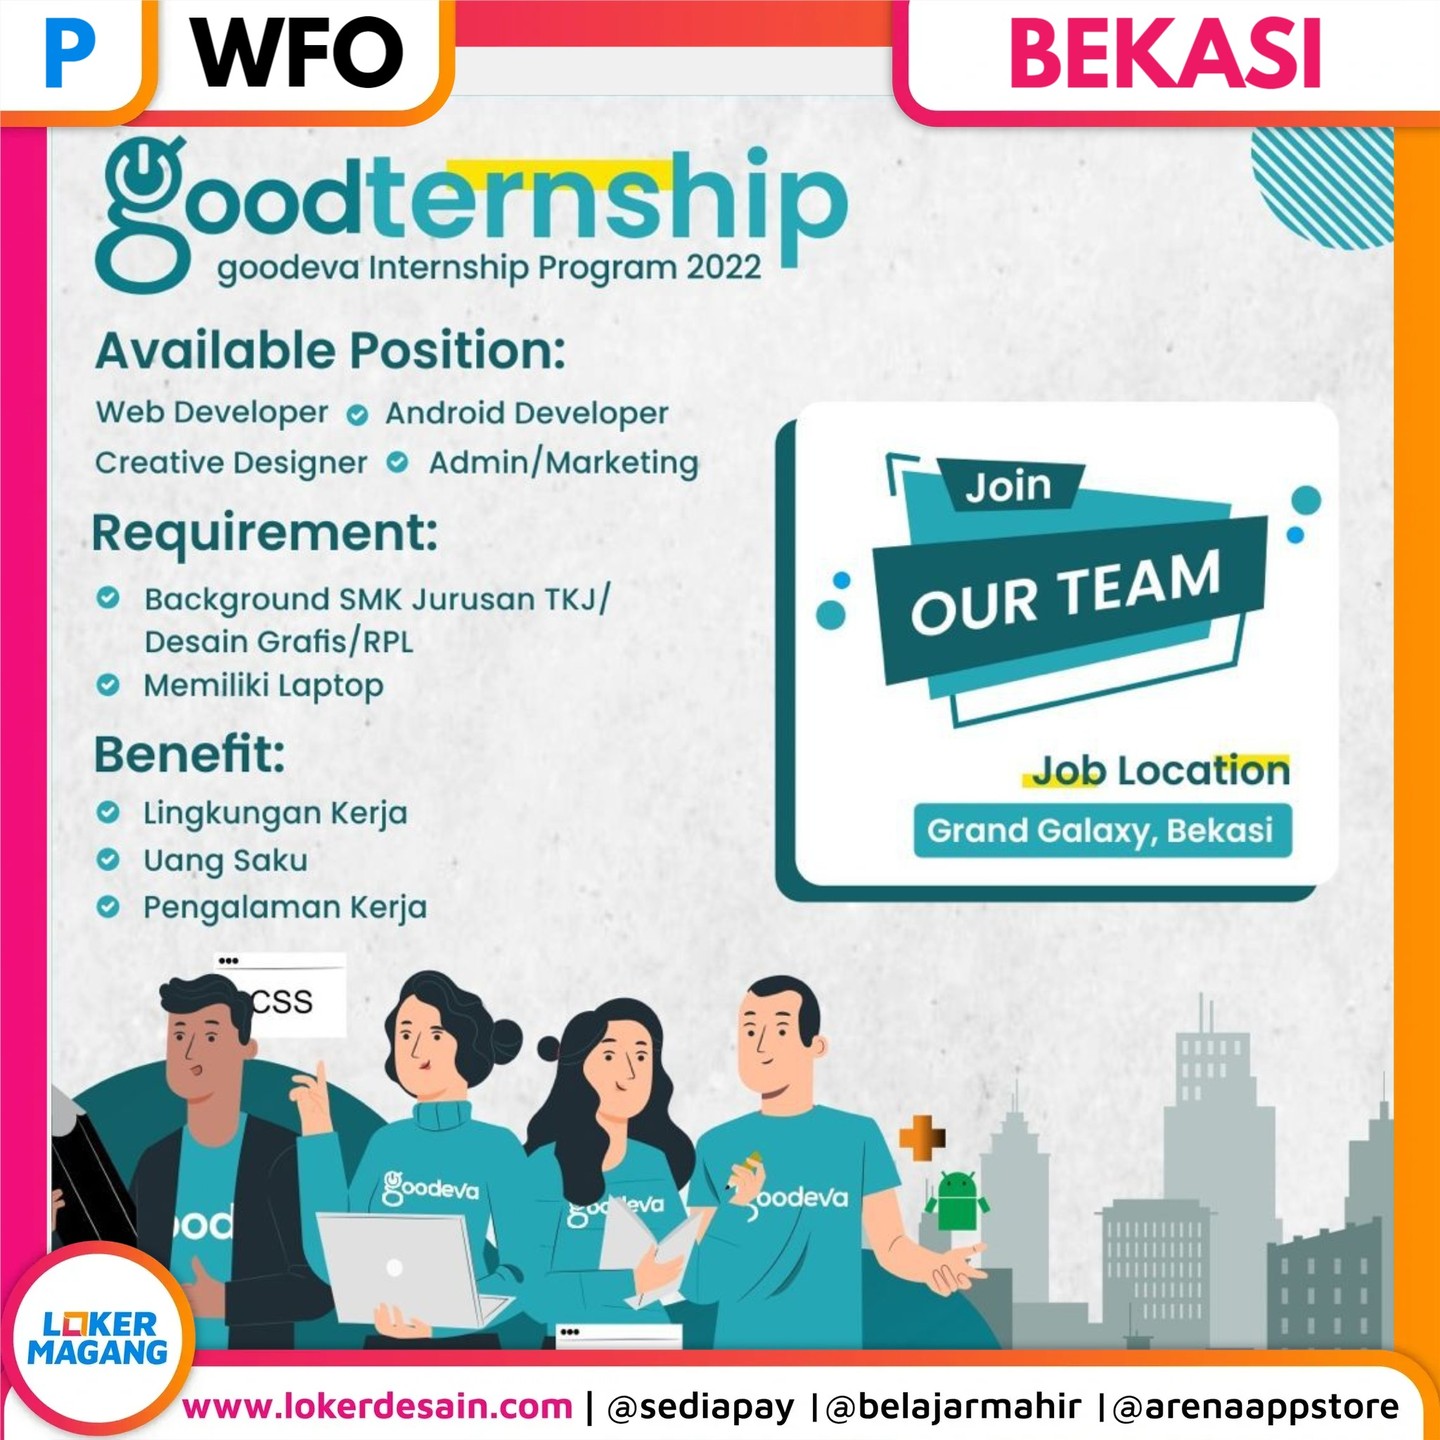 P
WFO
BEKASI
goodternship
goodeva Internship Program 2022
Available Position:
Web Developer Android Developer
Creative Designer Admin/Marketing
Requirement:
Background SMK Jurusan TKJ/
Desain Grafis/RPL
Memiliki Laptop
Benefit:
Lingkungan Kerja
Uang Saku
Pengalaman Kerja
Join
OUR TEAM
Job Location
Grand Galaxy, Bekasi
CSS
ood
goodeva
goodeva
goodeva
LOKER
MAGANG
www.lokerdesain.com | @sediapay |@belajarmahir |@arenaappstore